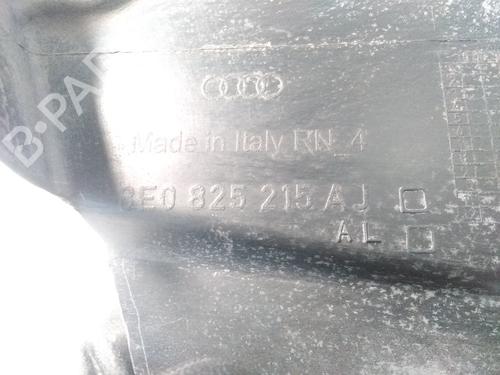 B-PAR
Made in Italy RN_4
8E0 825 215 AJ
AL